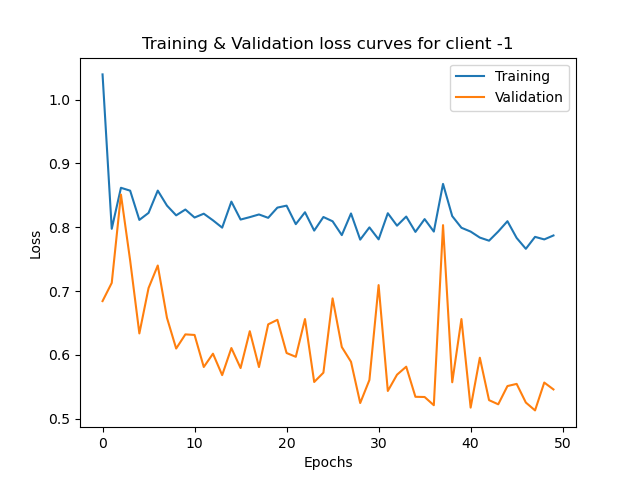 Training & Validation loss curves for client -1
Training
Validation
1.0
0.9
0.8
0.7
0.6
0.5
Loss
0 10 20 30 40 50
Epochs